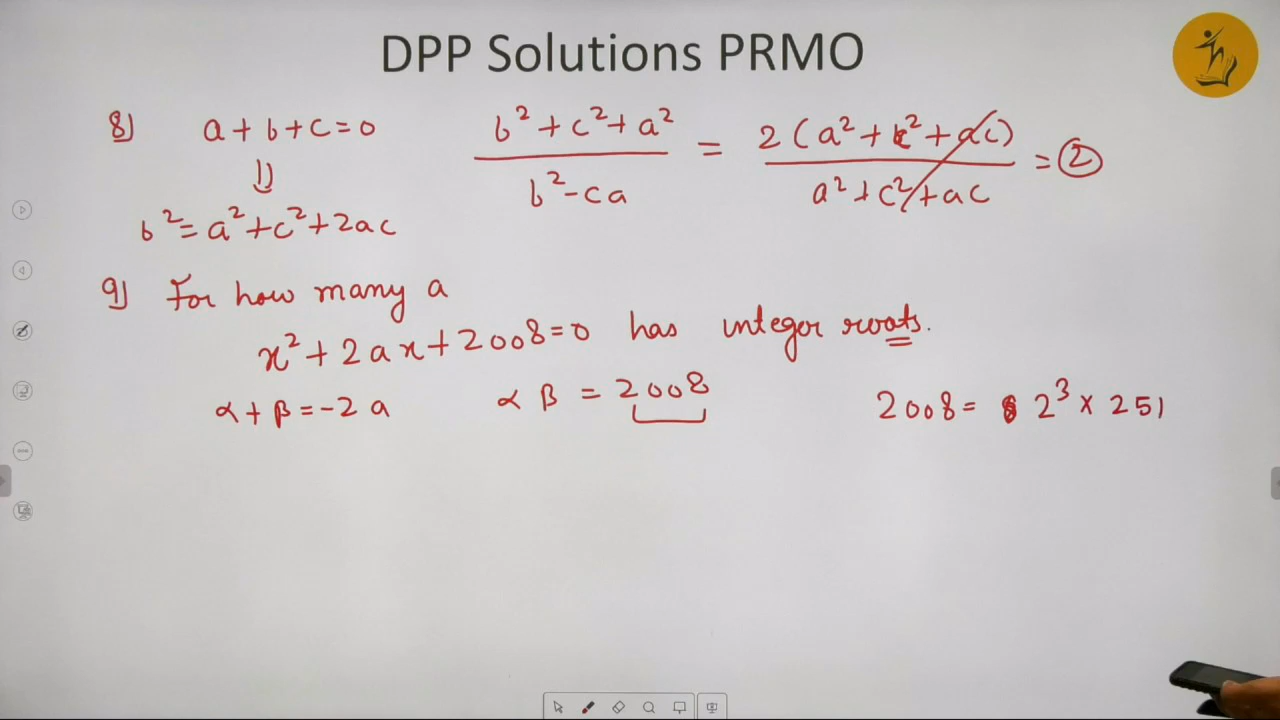 DPP Solutions PRMO
8) a + b + c = 0
⇓
b² = a² + c² + 2ac
b² + c² + a² / b² - ca = 2(a² + c² + ac) / a² + c² + ac = 2
9) For how many a
x² + 2ax + 2008 = 0 has integer roots.
α + β = -2a αβ = 2008 2008 = 2³ × 251